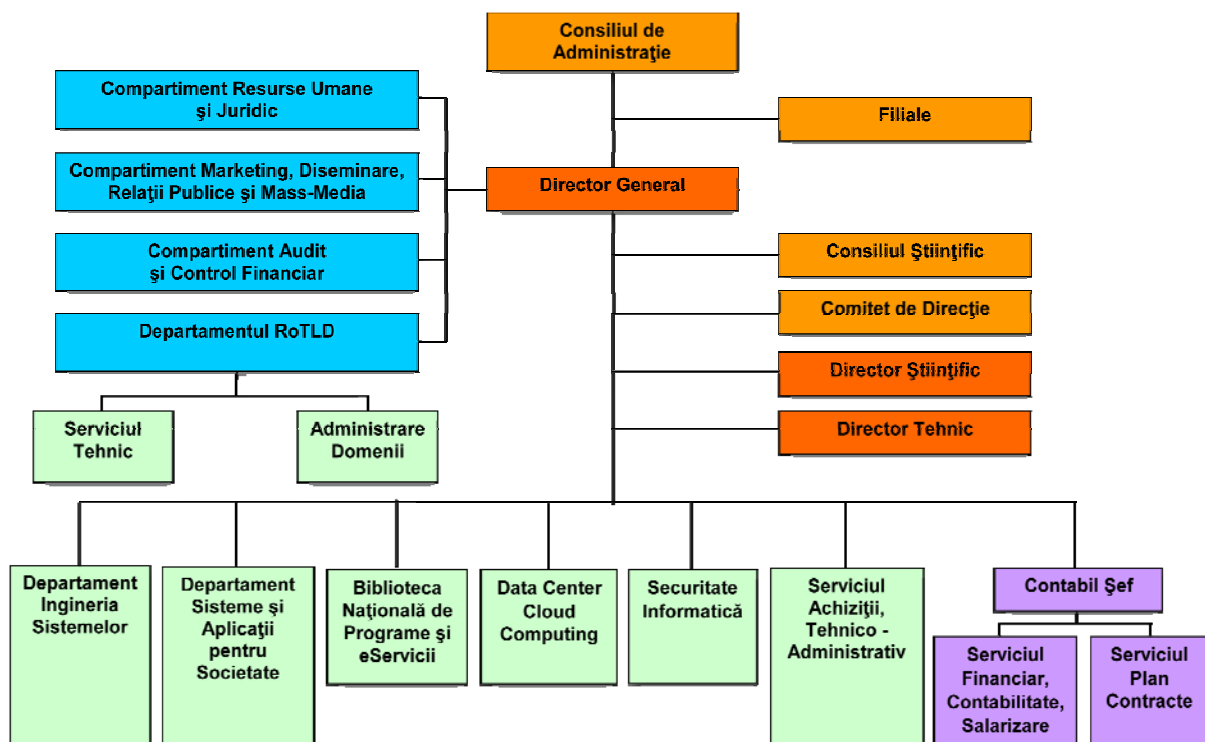 Consiliul de
Administraţie
Compartiment Resurse Umane
şi Juridic
Filiale
Compartiment Marketing, Diseminare,
Relaţii Publice şi Mass-Media
Director General
Compartiment Audit
şi Control Financiar
Consiliul Ştiinţific
Comitet de Direcţie
Departamentul RoTLD
Director Ştiinţific
Serviciul
Tehnic
Administrare
Domenii
Director Tehnic
Departament
Ingineria
Sistemelor
Departament
Sisteme şi
Aplicaţii
pentru
Societate
Biblioteca
Naţională de
Programe şi
eServicii
Data Center
Cloud
Computing
Securitate
Informatică
Serviciul
Achiziţii,
Tehnico -
Administrativ
Contabil Şef
Serviciul
Financiar,
Contabilitate,
Salarizare
Serviciul
Plan
Contracte